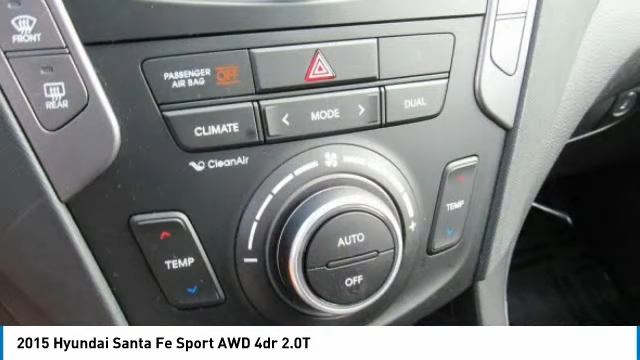 FRONT
REAR
PASSENGER
AIR BAG OFF
CLIMATE
< MODE >
DUAL
CleanAir
TEMP
TEMP
AUTO
OFF
2015 Hyundai Santa Fe Sport AWD 4dr 2.0T